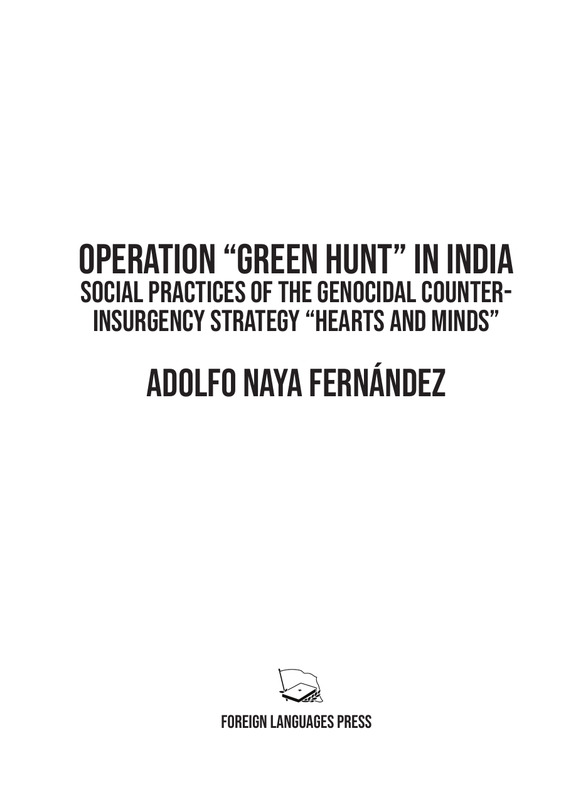 OPERATION “GREEN HUNT” IN INDIA
SOCIAL PRACTICES OF THE GENOCIDAL COUNTER-
INSURGENCY STRATEGY “HEARTS AND MINDS”
ADOLFO NAYA FERNÁNDEZ
FOREIGN LANGUAGES PRESS